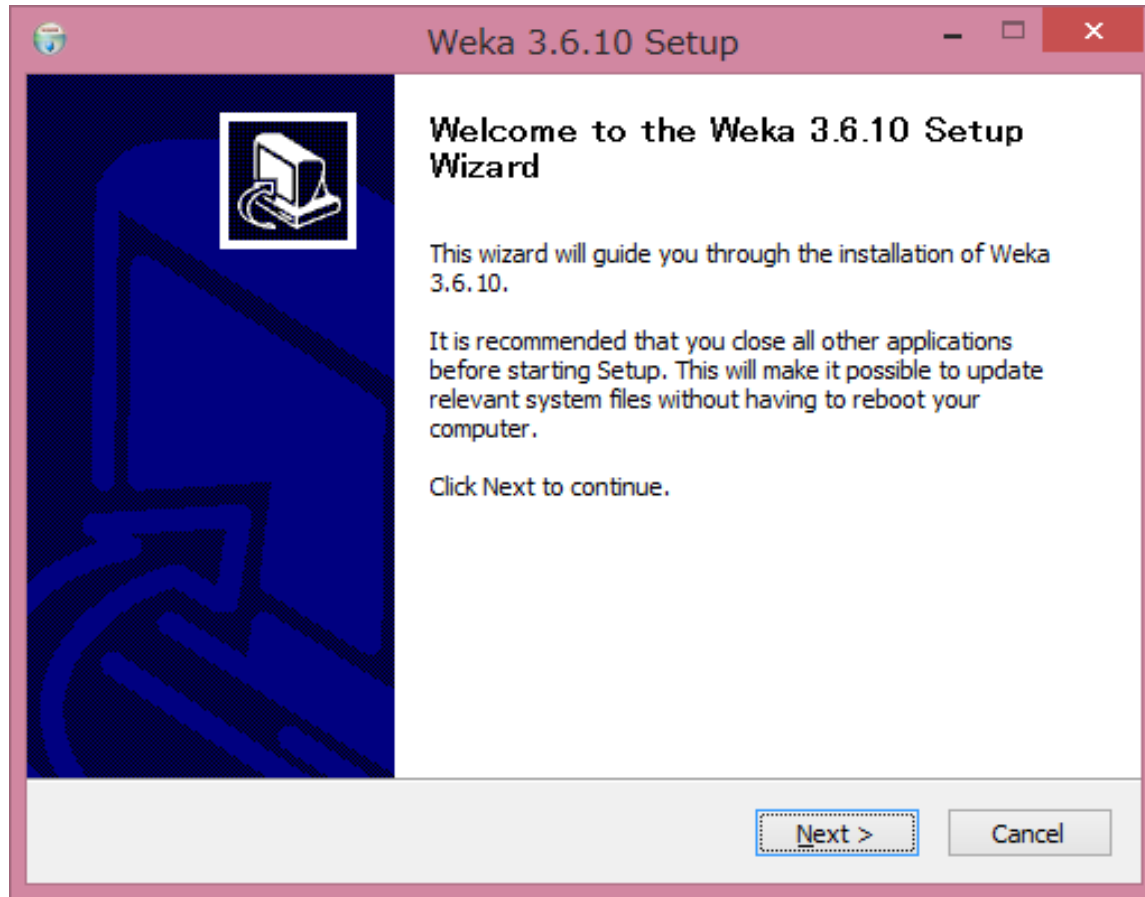 Weka 3.6.10 Setup
Welcome to the Weka 3.6.10 Setup
Wizard
This wizard will guide you through the installation of Weka
3.6.10.
It is recommended that you close all other applications
before starting Setup. This will make it possible to update
relevant system files without having to reboot your
computer.
Click Next to continue.
Next >
Cancel